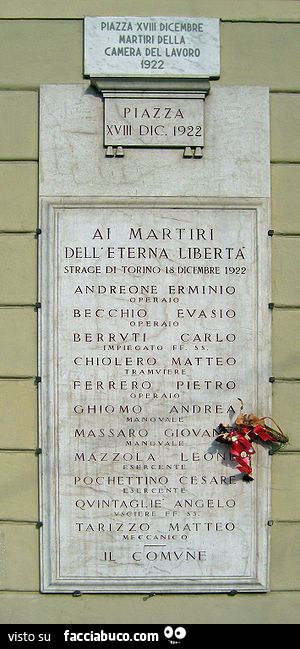 PIAZZA XVIII DICEMBRE
MARTIRI DELLA
CAMERA DEL LAVORO
1922
PIAZZA
XVIII DIC. 1922
AI MARTIRI
DELL'ETERNA LIBERTA'
STRAGE DI TORINO 18 DICEMBRE 1922
ANDREONE ERMINIO
OPERAIO
BECCHIO EVASIO
OPERAIO
BERRVTI CARLO
IMPIEGATO FF. SS.
CHIOLERO MATTEO
TRAMVIERE
FERRERO PIETRO
OPERAIO
GHIOMO ANDREA
MANOVALE
MASSARO GIOVAN
MANOVALE
MAZZOLA LEONE
ESERCENTE
POCHETTINO CESARE
ESERCENTE
QVINTAGLIE' ANGELO
VSCIERE FF. SS.
TARIZZO MATTEO
MECCANICO
IL COMVNE
visto su facciabuco.com